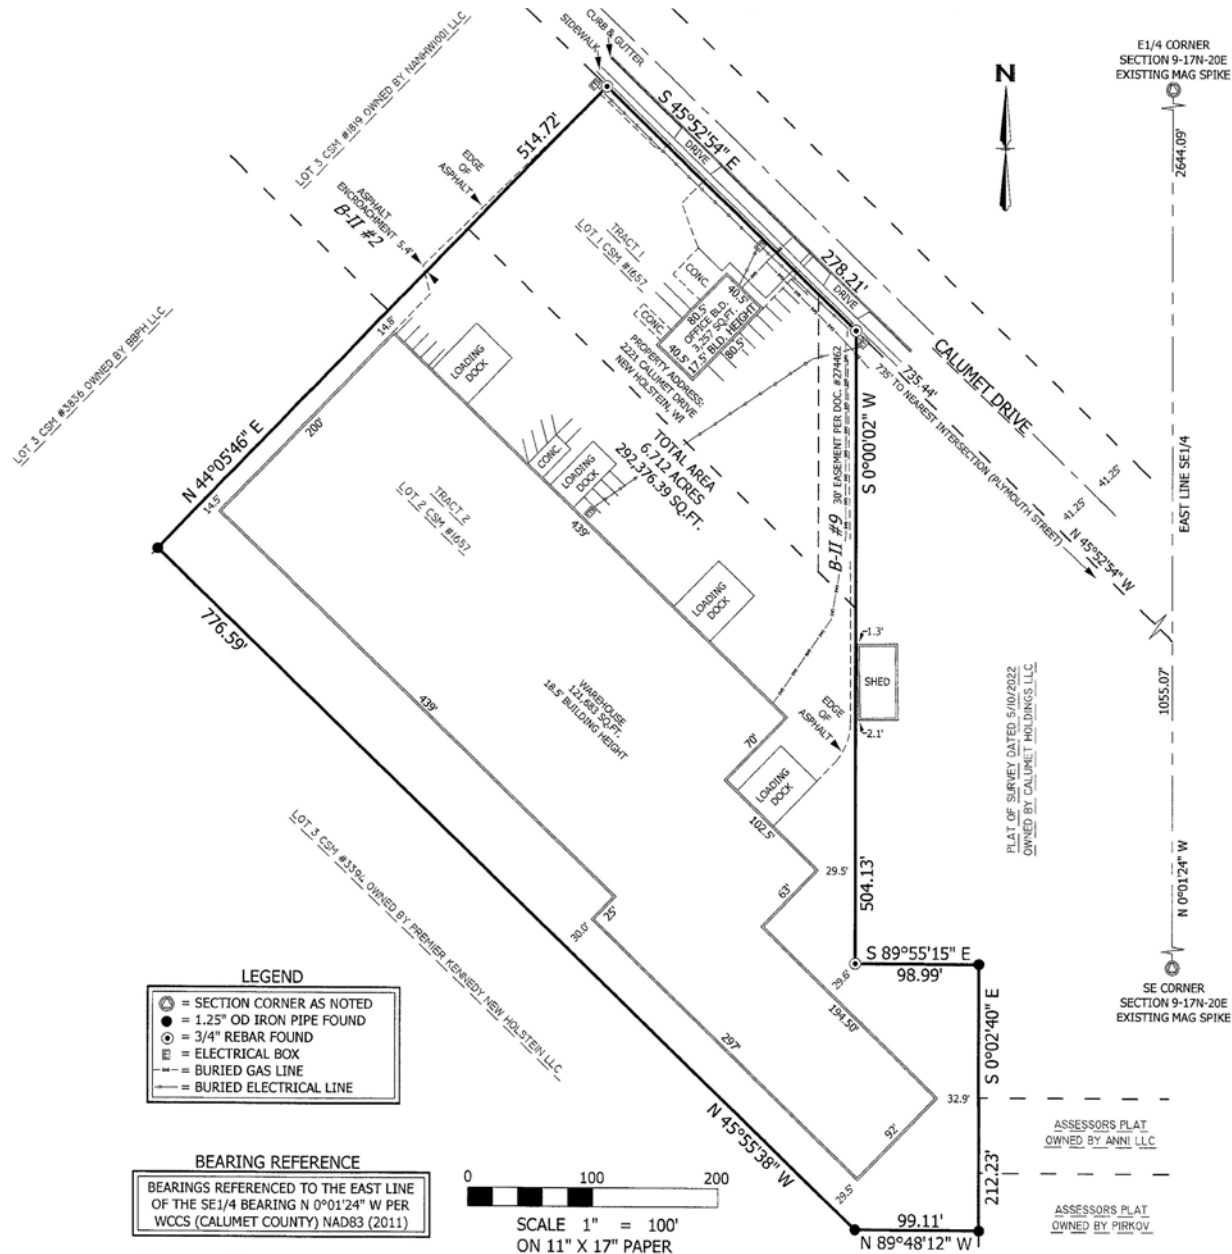 CURB & GUTTER
SIDEWALK
LOT 3 CSM #1819 OWNED BY NANHWI001 LLC
E1/4 CORNER
SECTION 9-17N-20E
EXISTING MAG SPIKE
N
2644.09'
514.72'
S 45°52'54" E
DRIVE
EDGE
OF
ASPHALT
ASPHALT
ENCROACHMENT 5.4'
B-II #2
TRACT 1
LOT 1 CSM #1657
278.21'
DRIVE
CONC.
CONC.
40.5'
80.5'
OFFICE BLD.
3,257 SQ.FT.
17.5' BLD. HEIGHT
40.5'
80.5'
PROPERTY ADDRESS:
2221 CALUMET DRIVE
NEW HOLSTEIN, WI
CALUMET DRIVE
735.44'
735' TO NEAREST INTERSECTION (PLYMOUTH STREET)
LOT 3 CSM #3836 OWNED BY BBPH LLC
14.8'
LOADING
DOCK
200'
N 44°05'46" E
TOTAL AREA
6.712 ACRES
292,376.39 SQ.FT.
30' EASEMENT PER DOC. #274462
B-II #9
S 0°00'02" W
41.25'
41.25'
N 45°52'54" W
EAST LINE SE1/4
CONC.
LOADING
DOCK
14.5'
TRACT 2
LOT 2 CSM #1657
439'
LOADING
DOCK
776.59'
1.3'
SHED
2.1'
PLAT OF SURVEY DATED 5/10/2022
OWNED BY CALUMET HOLDINGS LLC
1055.07'
439'
WAREHOUSE
121,683 SQ.FT.
18.5' BUILDING HEIGHT
EDGE
OF
ASPHALT
70'
LOADING
DOCK
102.5'
29.5'
63'
504.13'
N 0°01'24" W
LOT 3 CSM #3394 OWNED BY PREMIER KENNEDY NEW HOLSTEIN LLC
25'
30.0'
S 89°55'15" E
98.99'
29.6'
194.50'
SE CORNER
SECTION 9-17N-20E
EXISTING MAG SPIKE
S 0°02'40" E
297'
32.9'
92'
N 45°55'38" W
29.5'
212.23'
ASSESSORS PLAT
OWNED BY ANNI LLC
ASSESSORS PLAT
OWNED BY PIRKOV
99.11'
N 89°48'12" W
LEGEND
= SECTION CORNER AS NOTED
= 1.25" OD IRON PIPE FOUND
= 3/4" REBAR FOUND
E = ELECTRICAL BOX
= BURIED GAS LINE
= BURIED ELECTRICAL LINE
BEARING REFERENCE
BEARINGS REFERENCED TO THE EAST LINE
OF THE SE1/4 BEARING N 0°01'24" W PER
WCCS (CALUMET COUNTY) NAD83 (2011)
0 100 200
SCALE 1" = 100'
ON 11" X 17" PAPER